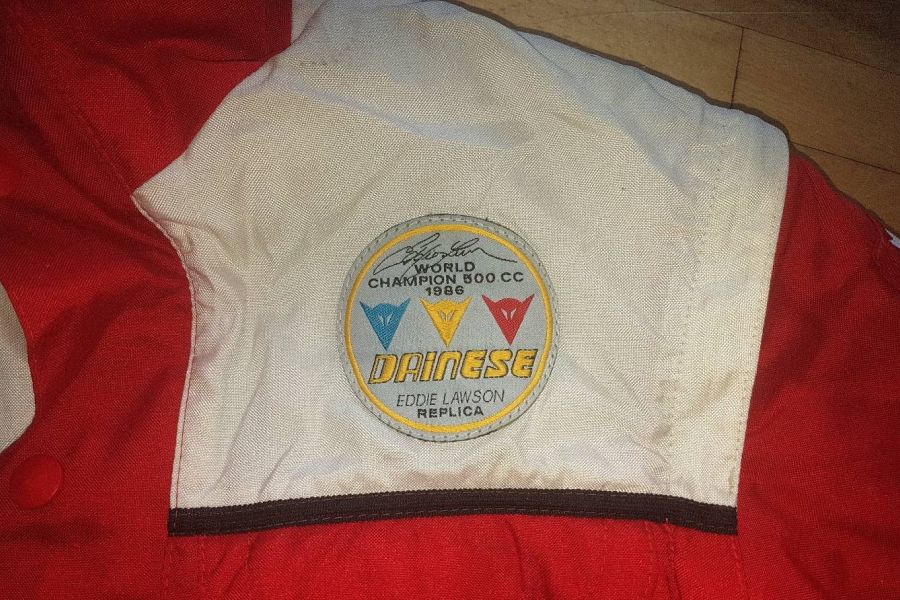 WORLD
CHAMPION 500 CC
1986
DAINESE
EDDIE LAWSON
REPLICA